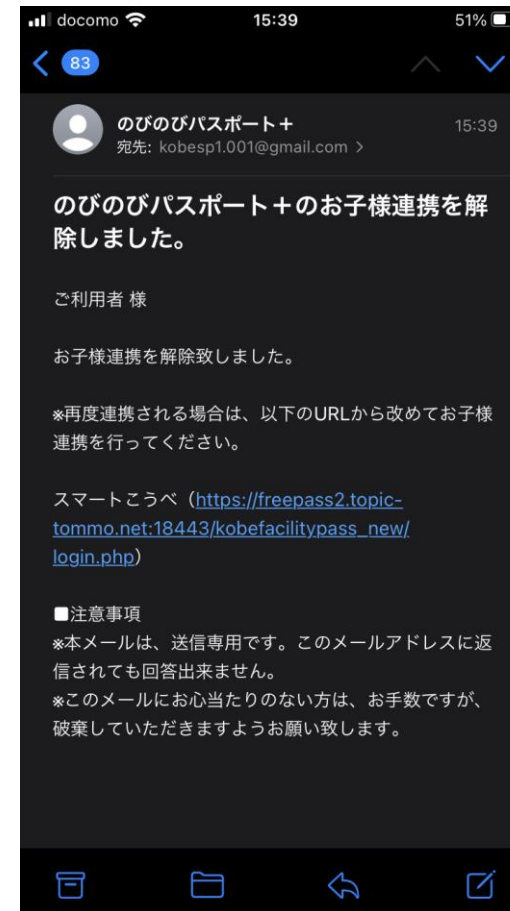 docomo 15:39 51%
83
のびのびパスポート＋ 15:39
宛先: kobesp1.001@gmail.com >
のびのびパスポート＋のお子様連携を解
除しました。
ご利用者 様
お子様連携を解除致しました。
※再度連携される場合は、以下のURLから改めてお子様
連携を行ってください。
スマートこうべ（https://freepass2.topic-
tommo.net:18443/kobefacilitypass_new/
login.php）
■注意事項
※本メールは、送信専用です。このメールアドレスに返
信されても回答出来ません。
※このメールにお心当たりのない方は、お手数ですが、
破棄していただきますようお願い致します。